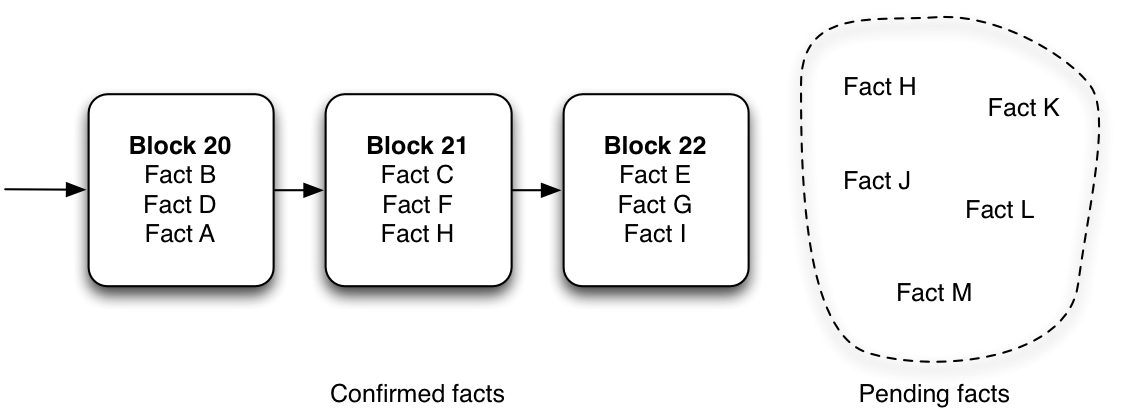 Block 20
Fact B
Fact D
Fact A
Block 21
Fact C
Fact F
Fact H
Block 22
Fact E
Fact G
Fact I
Fact H
Fact K
Fact J
Fact L
Fact M
Confirmed facts
Pending facts